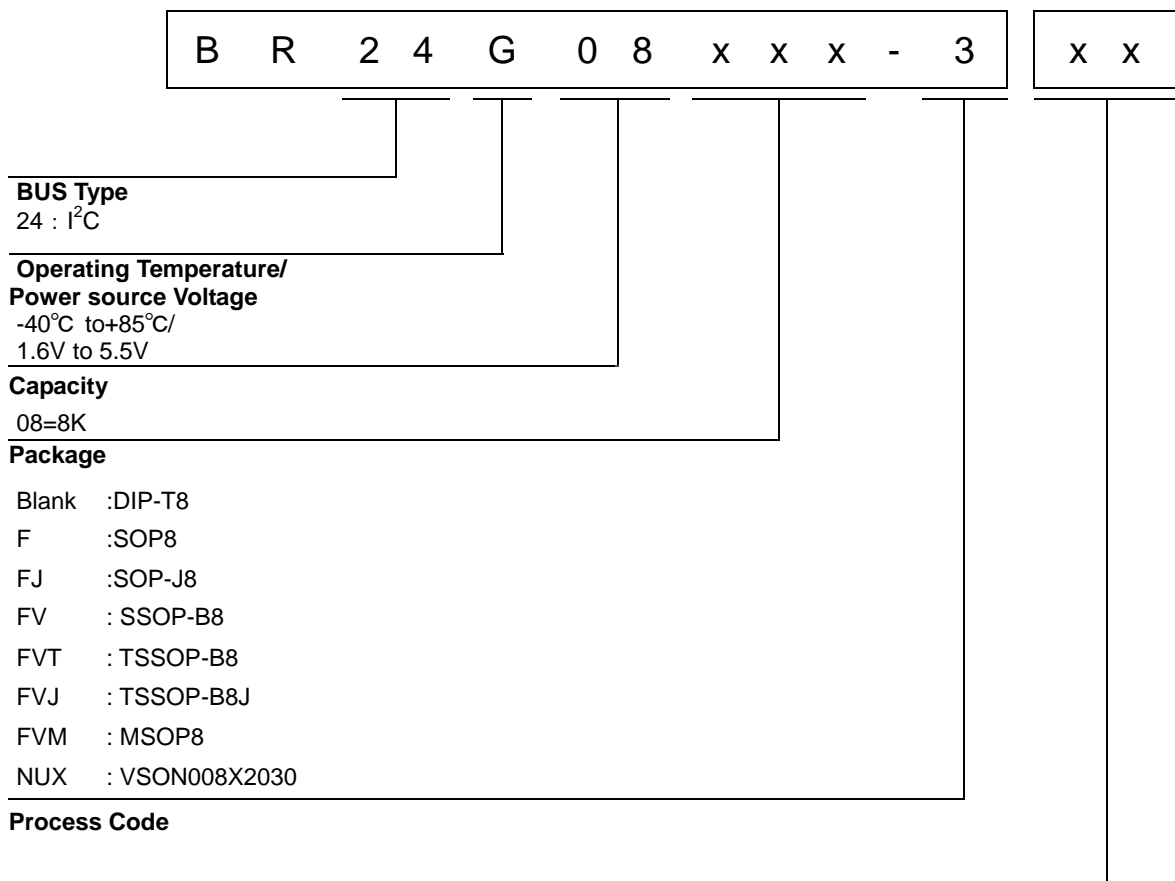 B R 2 4 G 0 8 x x x - 3 x x
BUS Type
24 : I²C
Operating Temperature/
Power source Voltage
-40℃ to+85℃/
1.6V to 5.5V
Capacity
08=8K
Package
Blank :DIP-T8
F :SOP8
FJ :SOP-J8
FV : SSOP-B8
FVT : TSSOP-B8
FVJ : TSSOP-B8J
FVM : MSOP8
NUX : VSON008X2030
Process Code